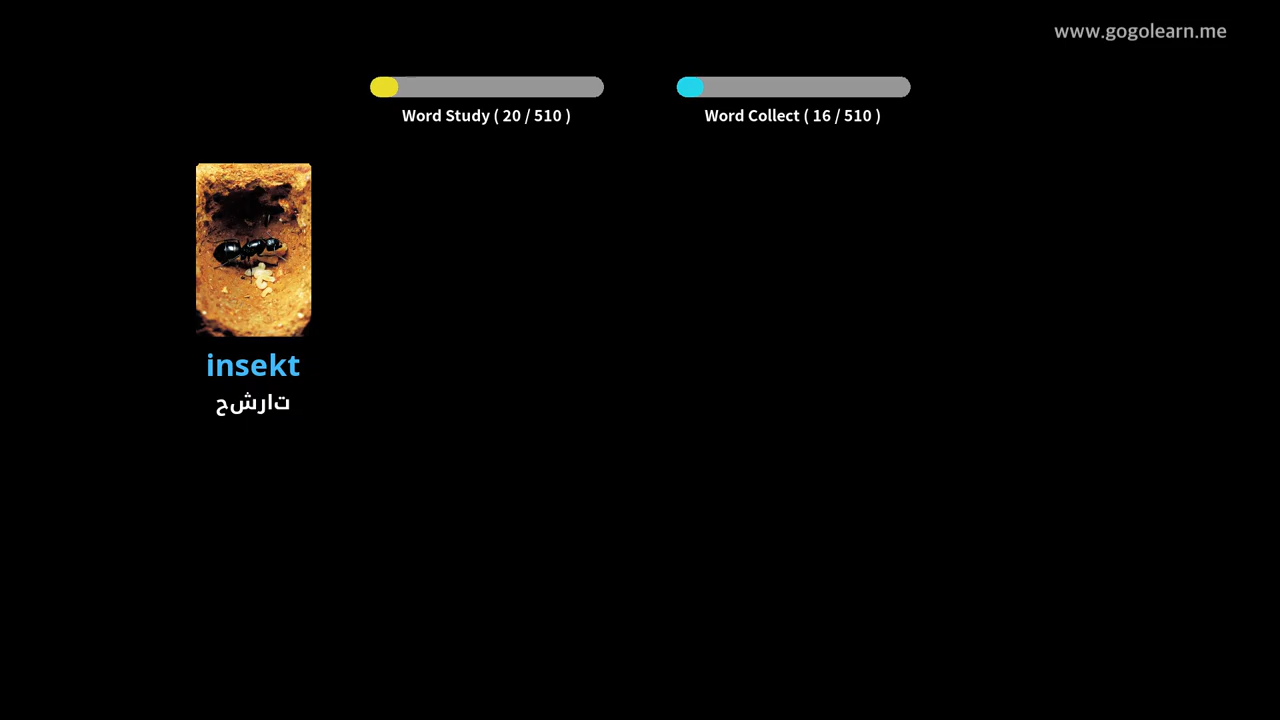 www.gogolearn.me
Word Study ( 20 / 510 )
Word Collect ( 16 / 510 )
insekt
تارشح